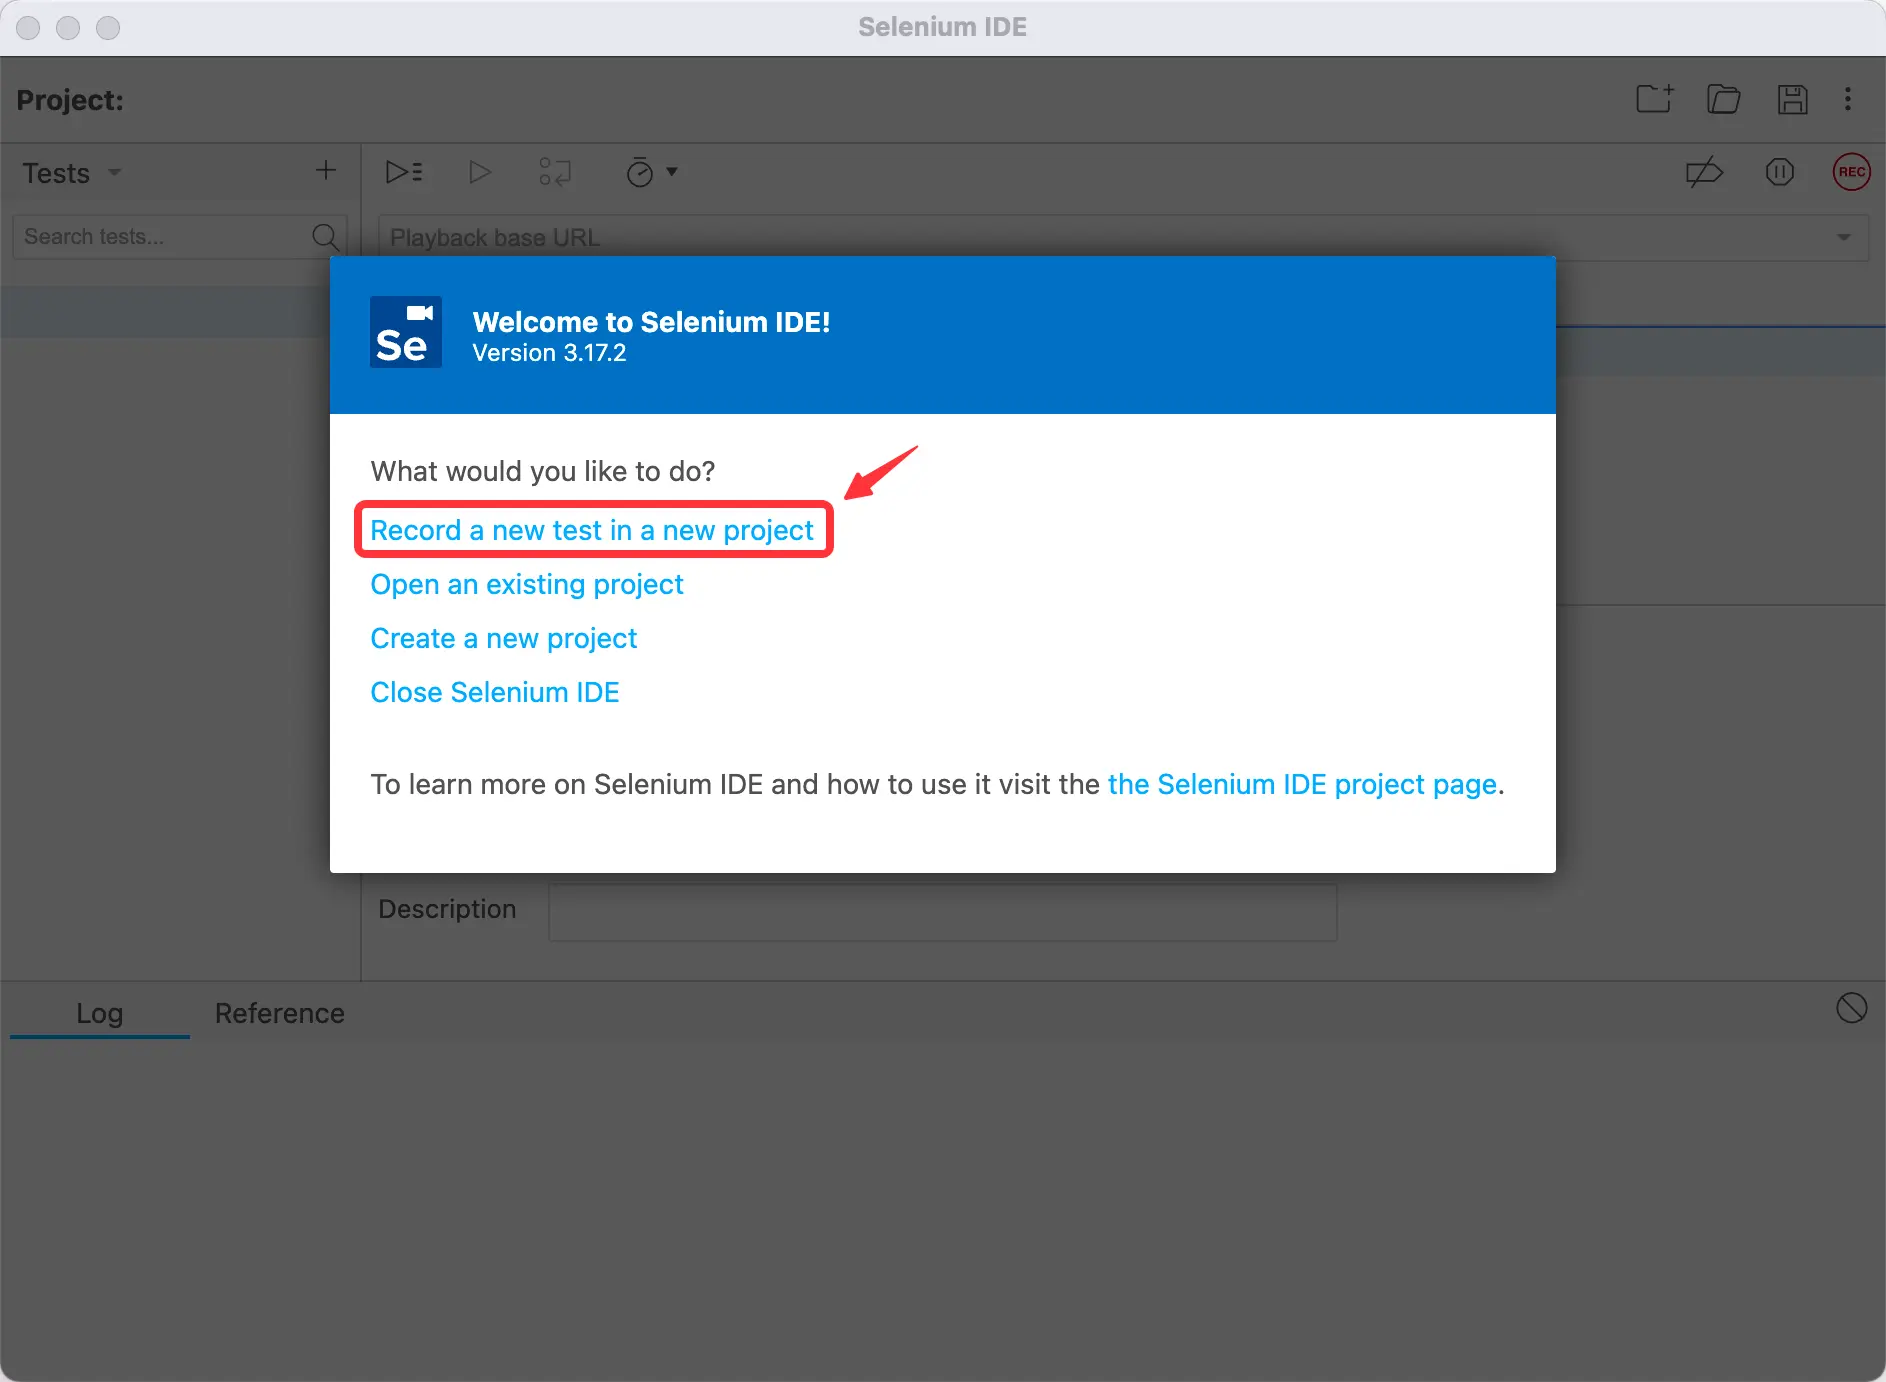 Selenium IDE
Project:
Tests
REC
Search tests...
Playback base URL
Se
Welcome to Selenium IDE!
Version 3.17.2
What would you like to do?
Record a new test in a new project
Open an existing project
Create a new project
Close Selenium IDE
To learn more on Selenium IDE and how to use it visit the the Selenium IDE project page.
Description
Log
Reference